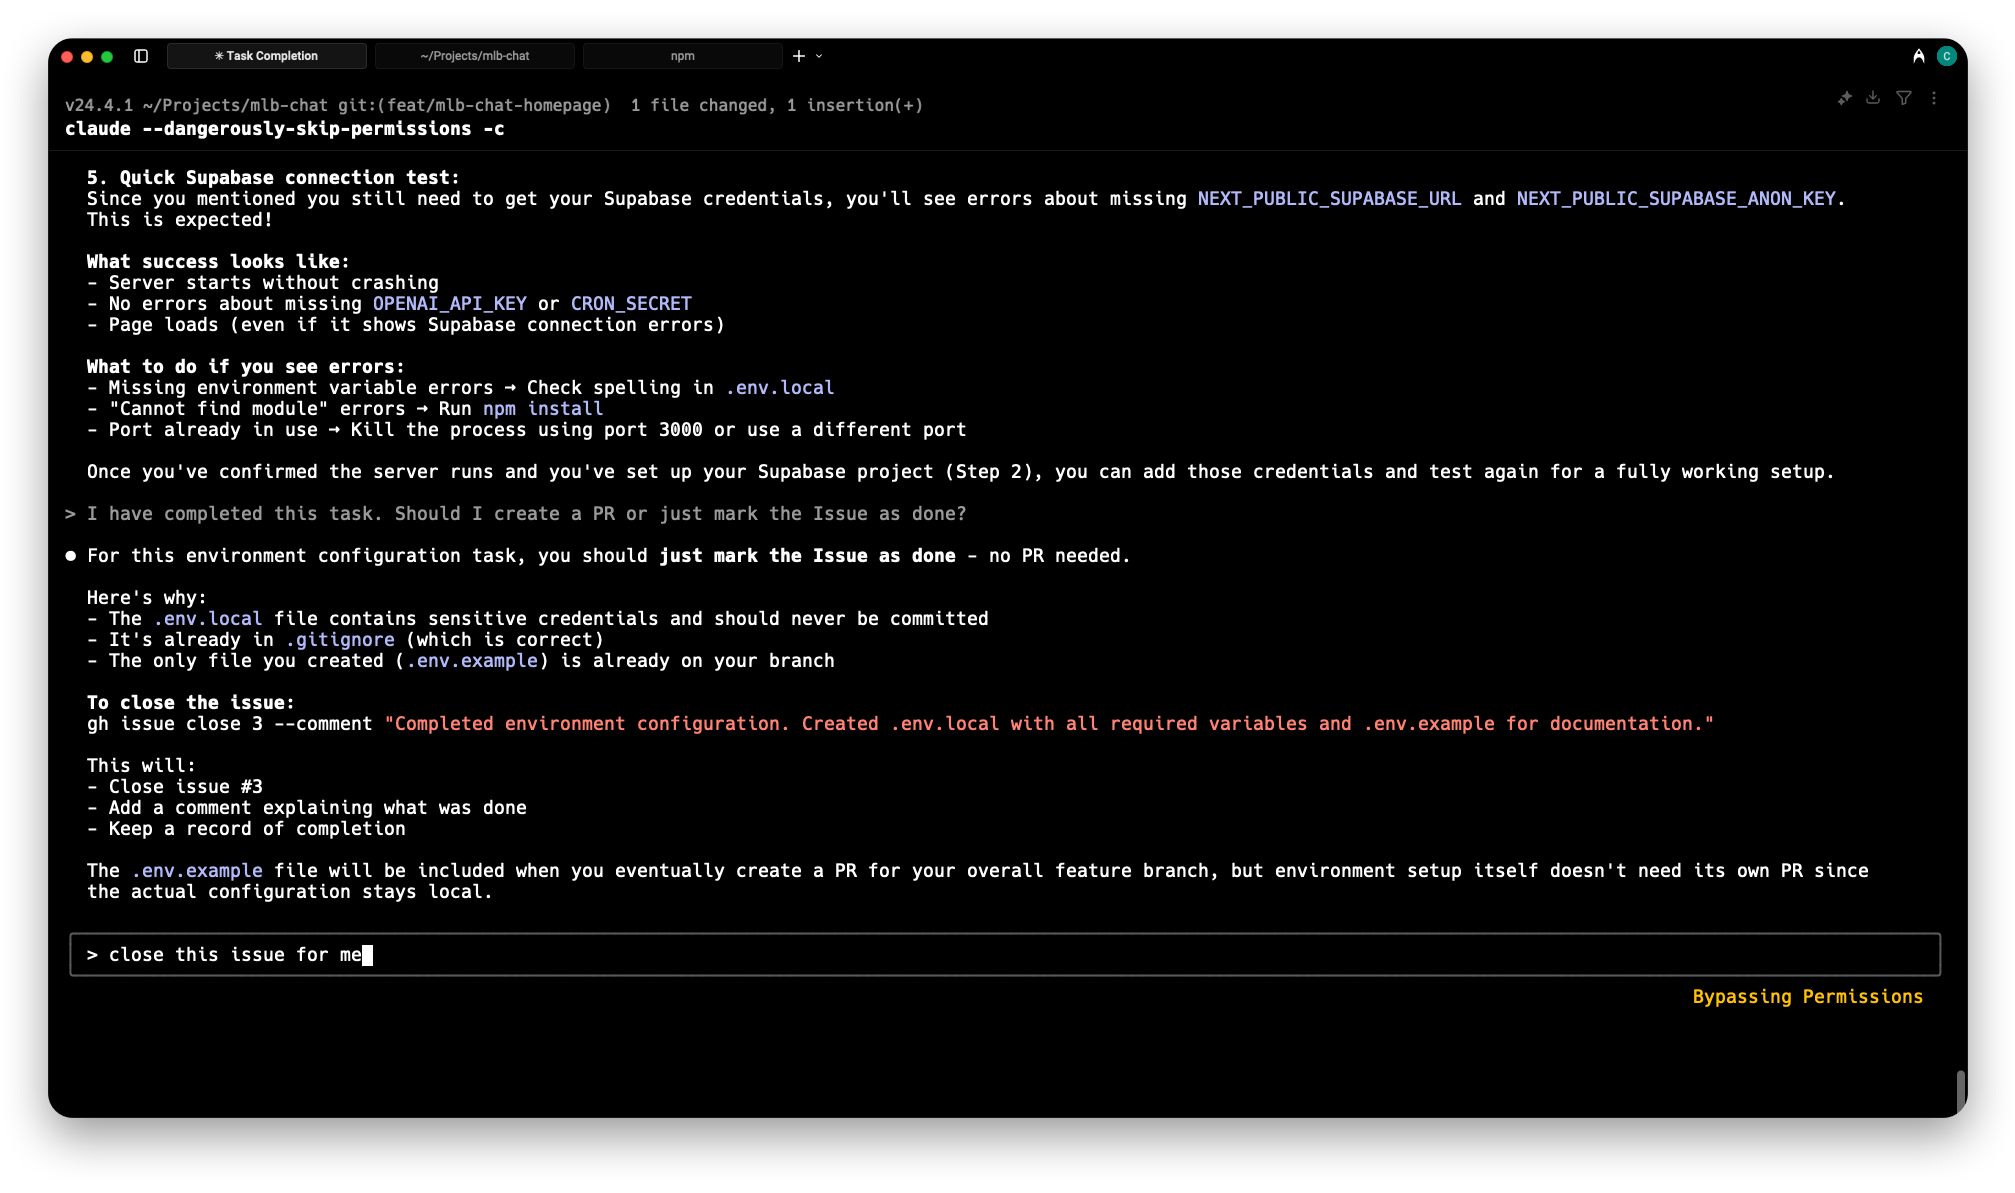 ✳ Task Completion
~/Projects/mlb-chat
npm
C
v24.4.1 ~/Projects/mlb-chat git:(feat/mlb-chat-homepage)  1 file changed, 1 insertion(+)
claude --dangerously-skip-permissions -c
5. Quick Supabase connection test:
Since you mentioned you still need to get your Supabase credentials, you'll see errors about missing NEXT_PUBLIC_SUPABASE_URL and NEXT_PUBLIC_SUPABASE_ANON_KEY.
This is expected!
What success looks like:
- Server starts without crashing
- No errors about missing OPENAI_API_KEY or CRON_SECRET
- Page loads (even if it shows Supabase connection errors)
What to do if you see errors:
- Missing environment variable errors → Check spelling in .env.local
- "Cannot find module" errors → Run npm install
- Port already in use → Kill the process using port 3000 or use a different port
Once you've confirmed the server runs and you've set up your Supabase project (Step 2), you can add those credentials and test again for a fully working setup.
> I have completed this task. Should I create a PR or just mark the Issue as done?
● For this environment configuration task, you should just mark the Issue as done - no PR needed.
Here's why:
- The .env.local file contains sensitive credentials and should never be committed
- It's already in .gitignore (which is correct)
- The only file you created (.env.example) is already on your branch
To close the issue:
gh issue close 3 --comment "Completed environment configuration. Created .env.local with all required variables and .env.example for documentation."
This will:
- Close issue #3
- Add a comment explaining what was done
- Keep a record of completion
The .env.example file will be included when you eventually create a PR for your overall feature branch, but environment setup itself doesn't need its own PR since
the actual configuration stays local.
> close this issue for me
Bypassing Permissions